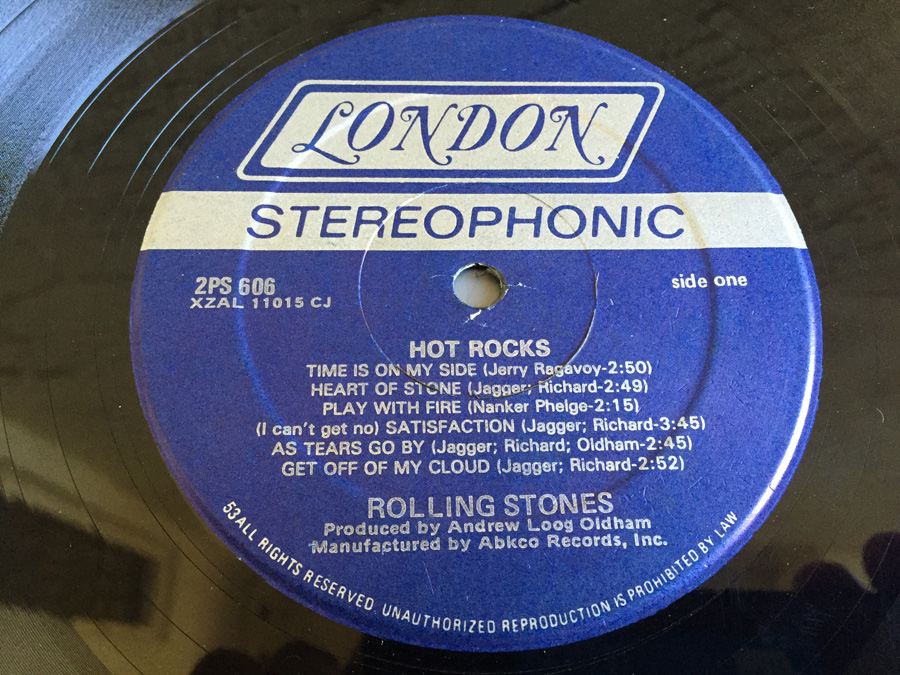 LONDON
STEREOPHONIC
2PS 606
XZAL 11015 CJ
side one
HOT ROCKS
TIME IS ON MY SIDE (Jerry Ragavoy-2:50)
HEART OF STONE (Jagger; Richard-2:49)
PLAY WITH FIRE (Nanker Phelge-2:15)
(I can't get no) SATISFACTION (Jagger; Richard-3:45)
AS TEARS GO BY (Jagger; Richard; Oldham-2:45)
GET OFF OF MY CLOUD (Jagger; Richard-2:52)
ROLLING STONES
Produced by Andrew Loog Oldham
Manufactured by Abkco Records, Inc.
53ALL RIGHTS RESERVED. UNAUTHORIZED REPRODUCTION IS PROHIBITED BY LAW